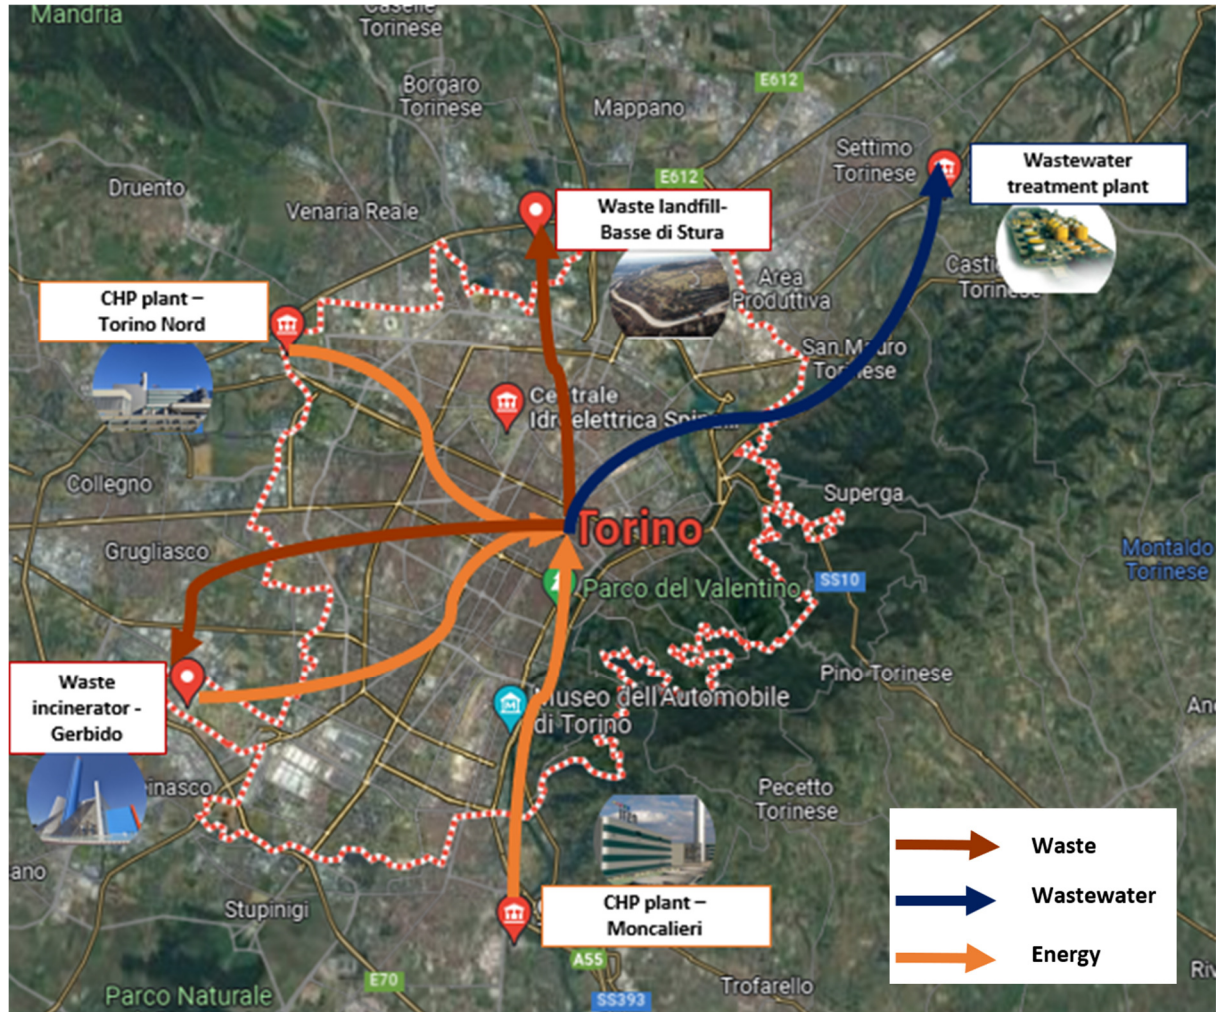 Mandria
Caselle
Torinese
Borgaro
Torinese
Mappano
E612
Settimo
Torinese
Wastewater
treatment plant
Druento
Venaria Reale
E612
Waste landfill-
Basse di Stura
Area
Produttiva
Torinese
CHP plant –
Torino Nord
San Mauro
Torinese
Centrale
Idroelettrica
Collegno
Superga
Grugliasco
Torino
Montaldo
Torinese
Parco del Valentino
SS10
Waste
incinerator -
Gerbido
Pino Torinese
Museo dell'Automobile
di Torino
Pecetto
Torinese
Waste
Wastewater
Energy
Stupinigi
CHP plant –
Moncalieri
A55
E70
Trofarello
Parco Naturale
SS393